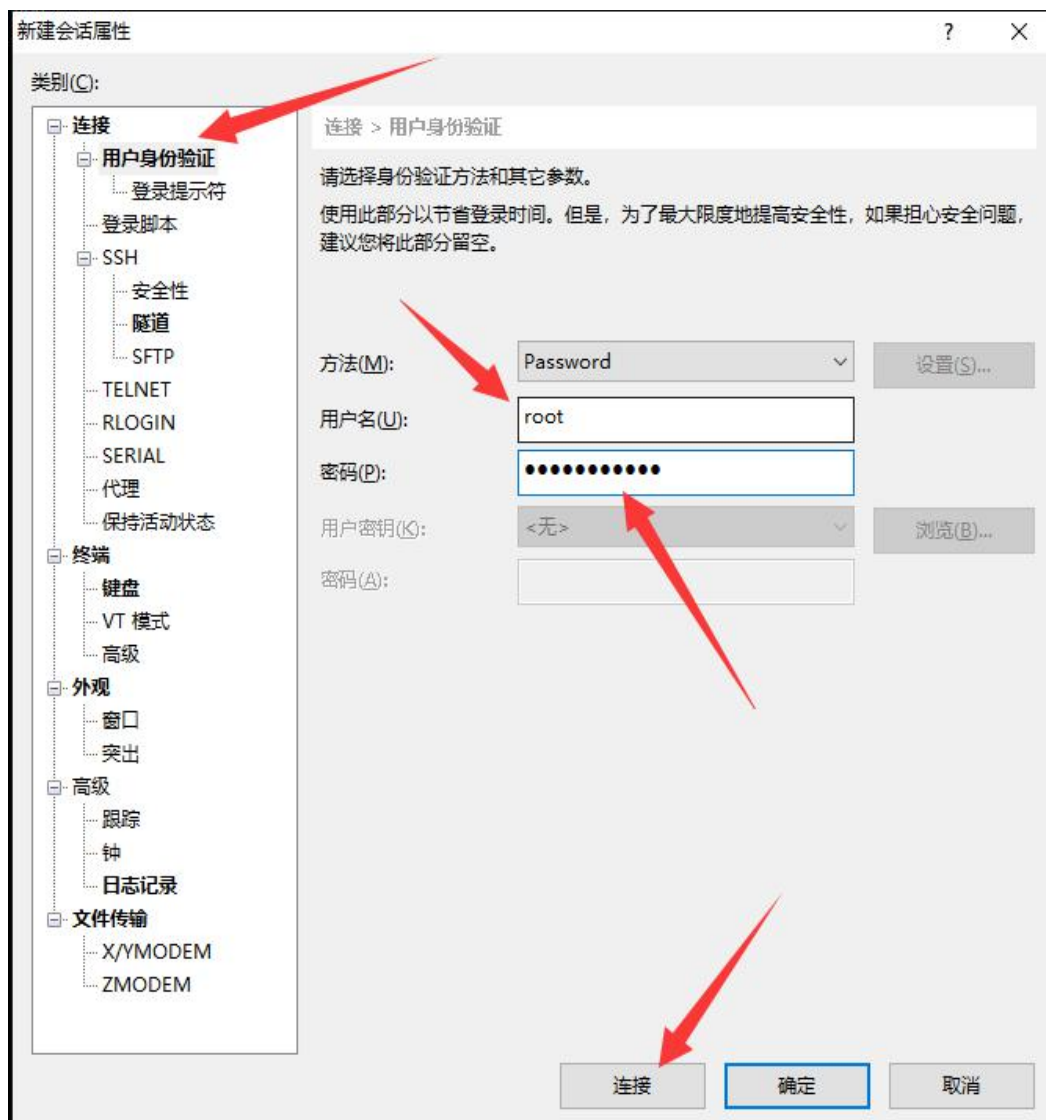 新建会话属性
?
×
类别(C):
连接
用户身份验证
登录提示符
登录脚本
SSH
安全性
隧道
SFTP
TELNET
RLOGIN
SERIAL
代理
保持活动状态
终端
键盘
VT 模式
高级
外观
窗口
突出
高级
跟踪
钟
日志记录
文件传输
X/YMODEM
ZMODEM
连接 > 用户身份验证
请选择身份验证方法和其它参数。
使用此部分以节省登录时间。但是，为了最大限度地提高安全性，如果担心安全问题，
建议您将此部分留空。
方法(M): Password 设置(S)...
用户名(U): root
密码(P): ●●●●●●●●●●●
用户密钥(K): <无> 浏览(B)...
密码(A):
连接 确定 取消